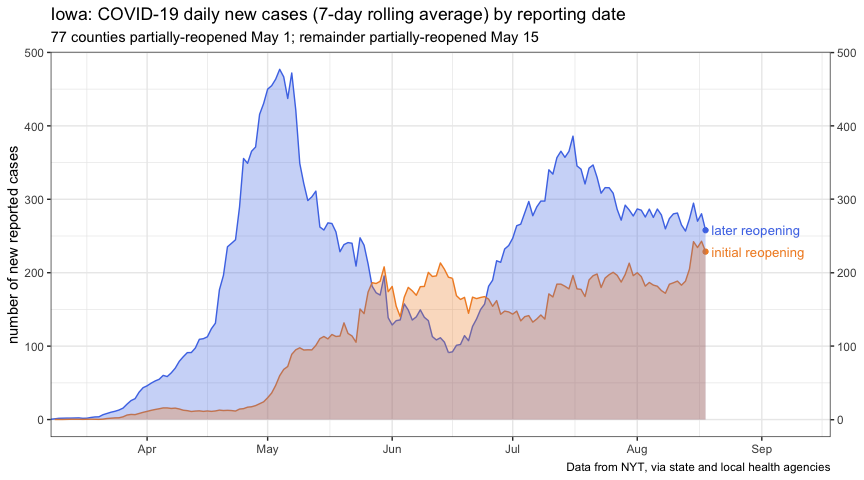 Iowa: COVID-19 daily new cases (7-day rolling average) by reporting date
77 counties partially-reopened May 1; remainder partially-reopened May 15
number of new reported cases
500
400
300
200
100
0
500
400
300
200
100
0
later reopening
initial reopening
Apr May Jun Jul Aug Sep
Data from NYT, via state and local health agencies